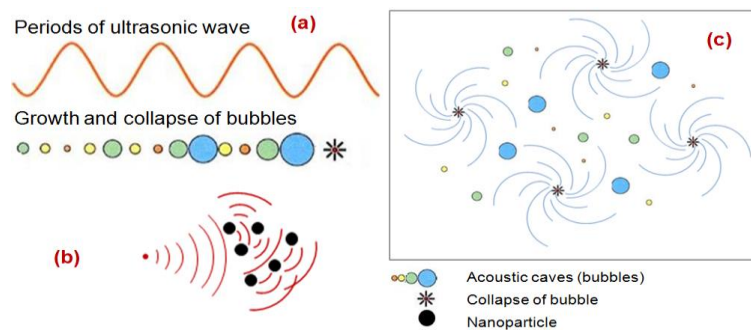 Periods of ultrasonic wave
(a)
Growth and collapse of bubbles
(b)
(c)
Acoustic caves (bubbles)
Collapse of bubble
Nanoparticle